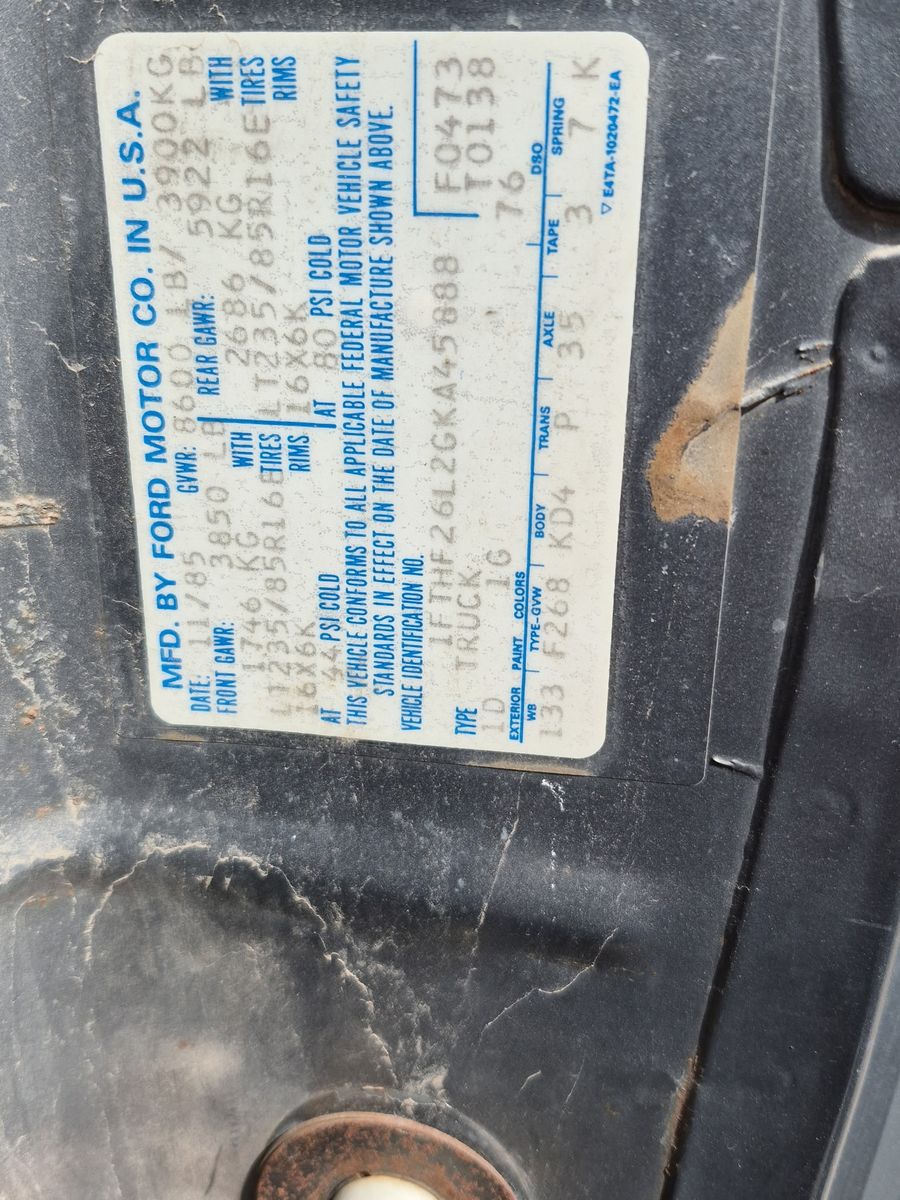 MFD. BY FORD MOTOR CO. IN U.S.A.
DATE: 11/85 GVWR: 8600 LB/ 3900KG
FRONT GAWR: 3850 LB REAR GAWR: 5922 LB
1746 KG WITH 2686 KG WITH
LT235/85R16E TIRES LT235/85R16E TIRES
16X6K RIMS 16X6K RIMS
AT 44 PSI COLD AT 80 PSI COLD
THIS VEHICLE CONFORMS TO ALL APPLICABLE FEDERAL MOTOR VEHICLE SAFETY
STANDARDS IN EFFECT ON THE DATE OF MANUFACTURE SHOWN ABOVE.
VEHICLE IDENTIFICATION NO.
1FTHF26L2GKA45888 F0473
TYPE TRUCK T0138
1D 1G 76
EXTERIOR PAINT COLORS DSO
WB TYPE-GVW BODY TRANS AXLE TAPE SPRING
133 F268 KD4 P 35 3 7 K
▽ E4TA-1020472-EA